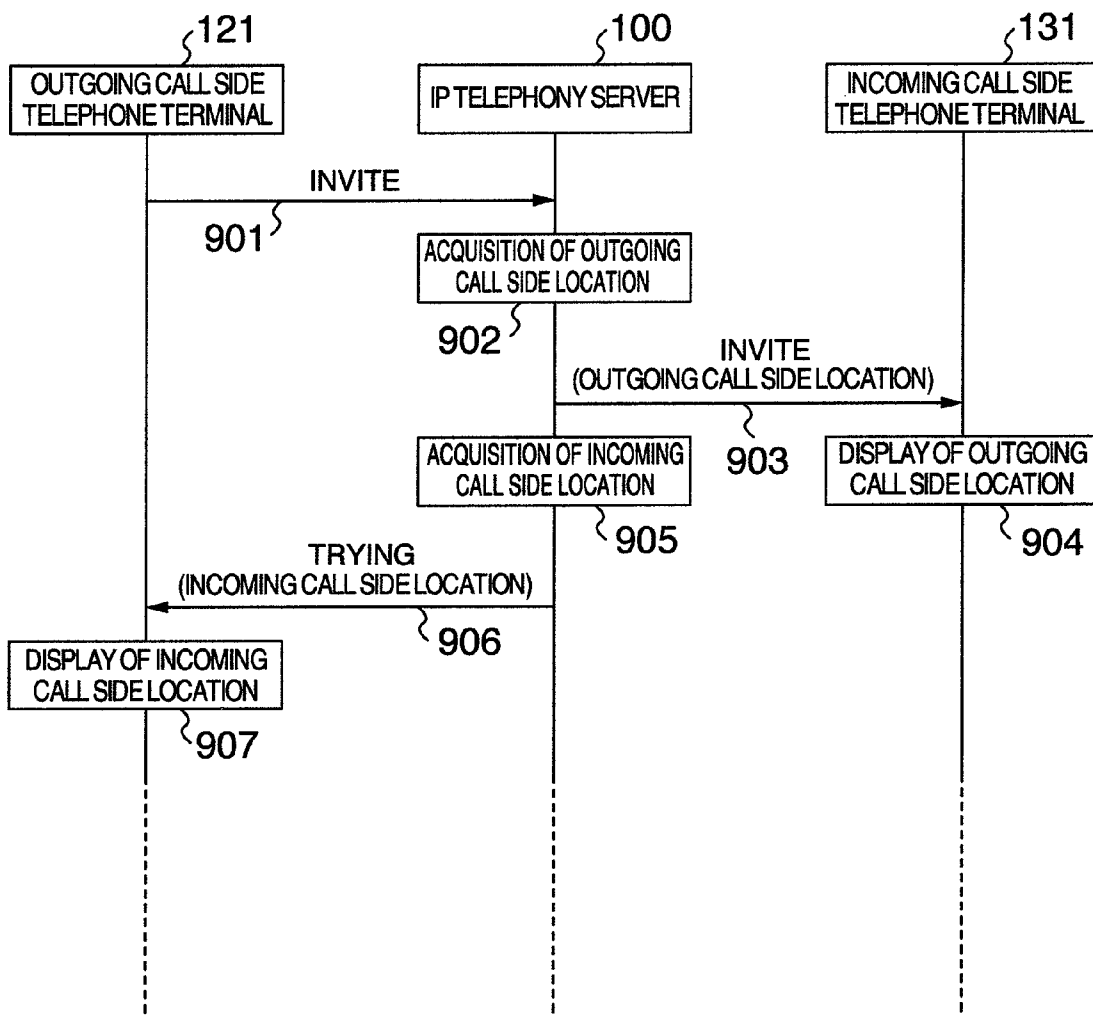 121
100
131
OUTGOING CALL SIDE
TELEPHONE TERMINAL
IP TELEPHONY SERVER
INCOMING CALL SIDE
TELEPHONE TERMINAL
INVITE
901
ACQUISITION OF OUTGOING
CALL SIDE LOCATION
902
INVITE
(OUTGOING CALL SIDE LOCATION)
903
ACQUISITION OF INCOMING
CALL SIDE LOCATION
905
DISPLAY OF OUTGOING
CALL SIDE LOCATION
904
TRYING
(INCOMING CALL SIDE LOCATION)
906
DISPLAY OF INCOMING
CALL SIDE LOCATION
907